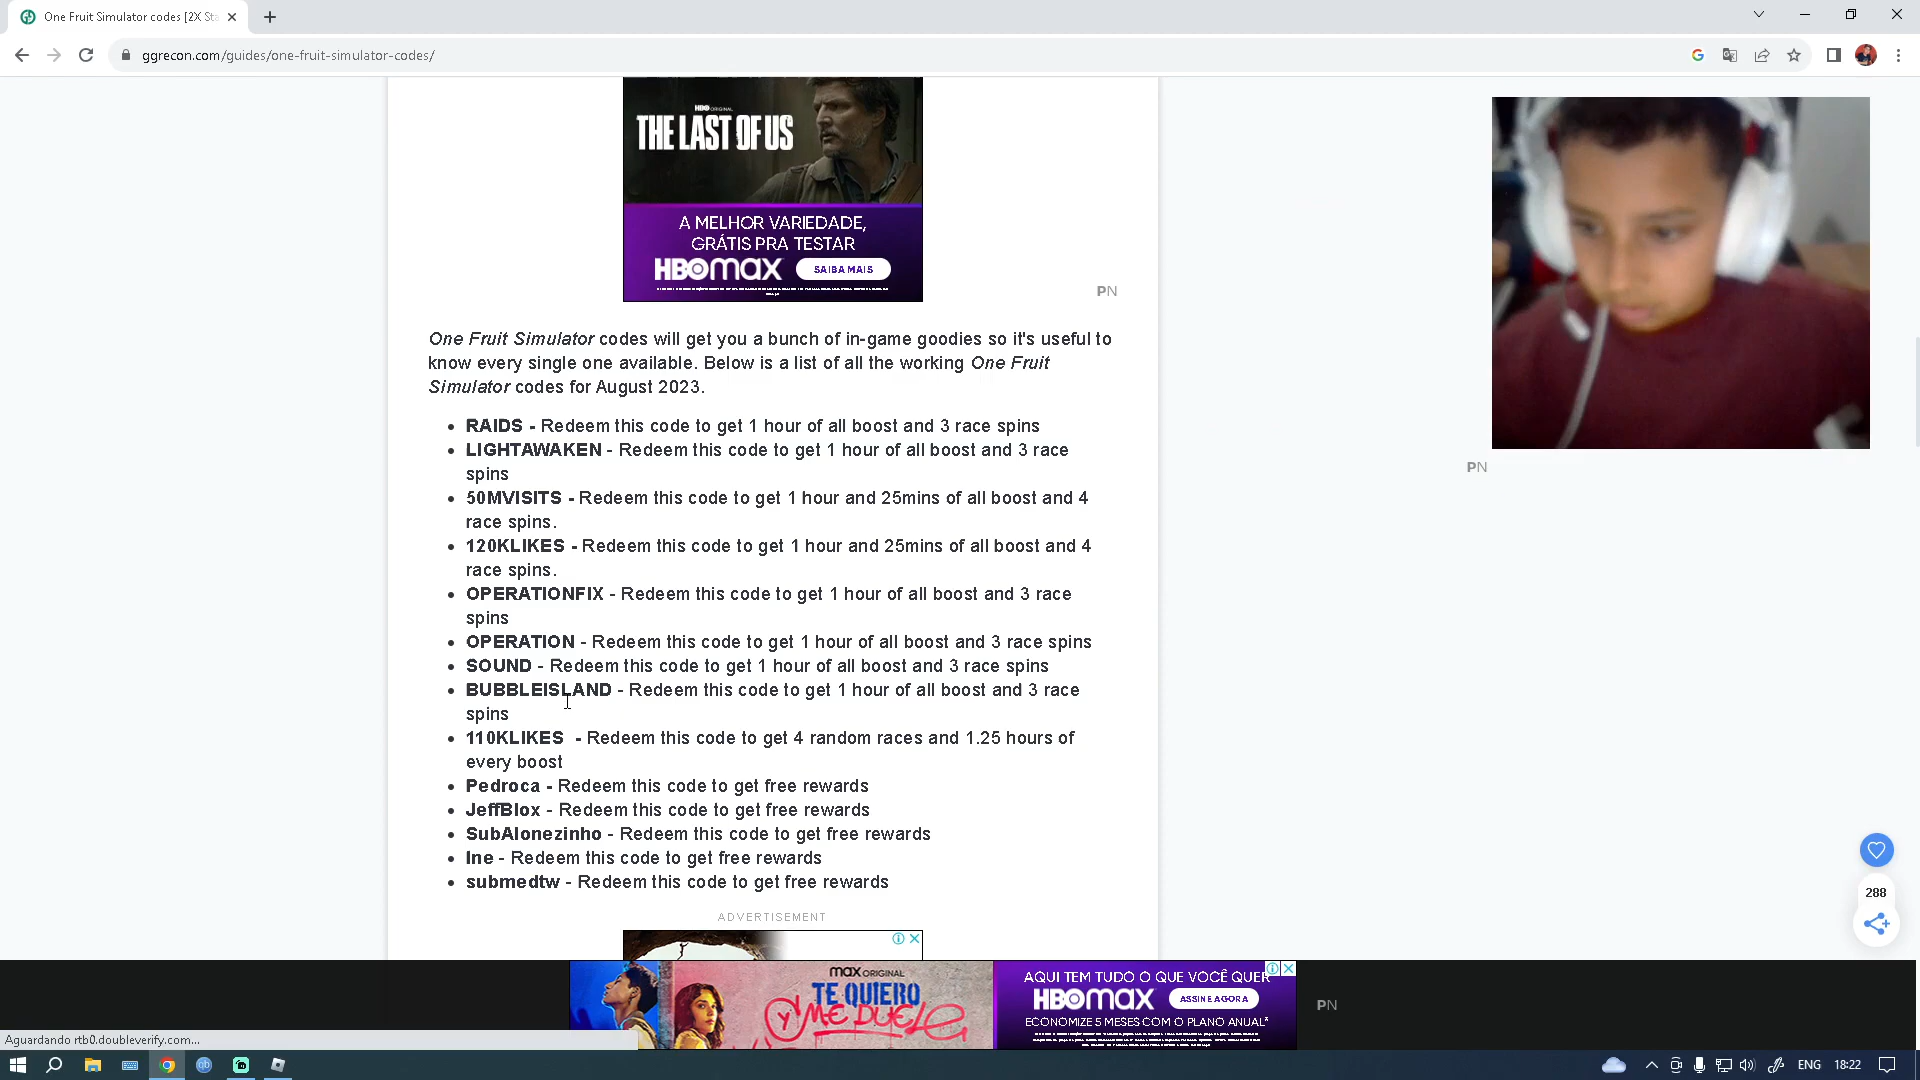 One Fruit Simulator codes [2X Sta
ggrecon.com/guides/one-fruit-simulator-codes/
HBO ORIGINAL
THE LAST OF US
A MELHOR VARIEDADE,
GRÁTIS PRA TESTAR
HBOMAX SAIBA MAIS
PN
One Fruit Simulator codes will get you a bunch of in-game goodies so it's useful to
know every single one available. Below is a list of all the working One Fruit
Simulator codes for August 2023.
RAIDS - Redeem this code to get 1 hour of all boost and 3 race spins
LIGHTAWAKEN - Redeem this code to get 1 hour of all boost and 3 race
spins
50MVISITS - Redeem this code to get 1 hour and 25mins of all boost and 4
race spins.
120KLIKES - Redeem this code to get 1 hour and 25mins of all boost and 4
race spins.
OPERATIONFIX - Redeem this code to get 1 hour of all boost and 3 race
spins
OPERATION - Redeem this code to get 1 hour of all boost and 3 race spins
SOUND - Redeem this code to get 1 hour of all boost and 3 race spins
BUBBLEISLAND - Redeem this code to get 1 hour of all boost and 3 race
spins
110KLIKES - Redeem this code to get 4 random races and 1.25 hours of
every boost
Pedroca - Redeem this code to get free rewards
JeffBlox - Redeem this code to get free rewards
SubAlonezinho - Redeem this code to get free rewards
Ine - Redeem this code to get free rewards
submedtw - Redeem this code to get free rewards
ADVERTISEMENT
PN
288
max ORIGINAL
TE QUIERO
Y ME DUELE
AQUI TEM TUDO O QUE VOCÊ QUER
HBOMAX ASSINE AGORA
ECONOMIZE 5 MESES COM O PLANO ANUAL*
PN
Aguardando rtb0.doubleverify.com...
ENG 18:22